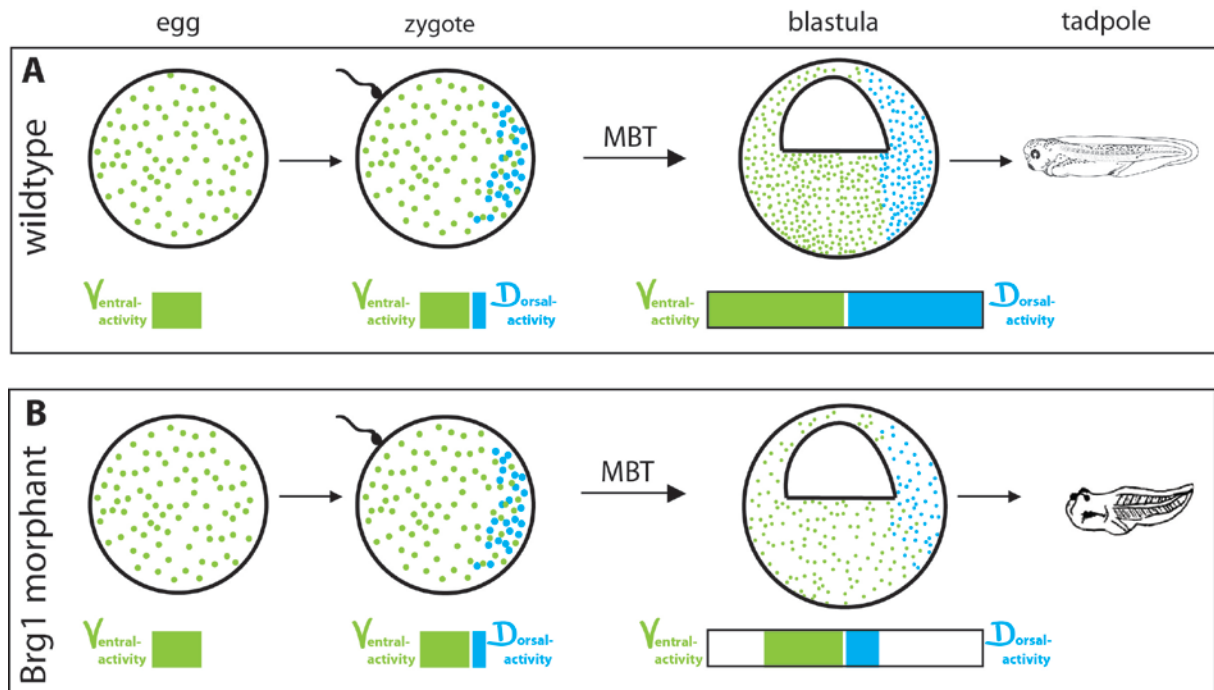 egg zygote blastula tadpole
A
wildtype
MBT
Ventral-
activity
Ventral-
activity
Dorsal-
activity
Ventral-
activity
Dorsal-
activity
B
Brg1 morphant
MBT
Ventral-
activity
Ventral-
activity
Dorsal-
activity
Ventral-
activity
Dorsal-
activity